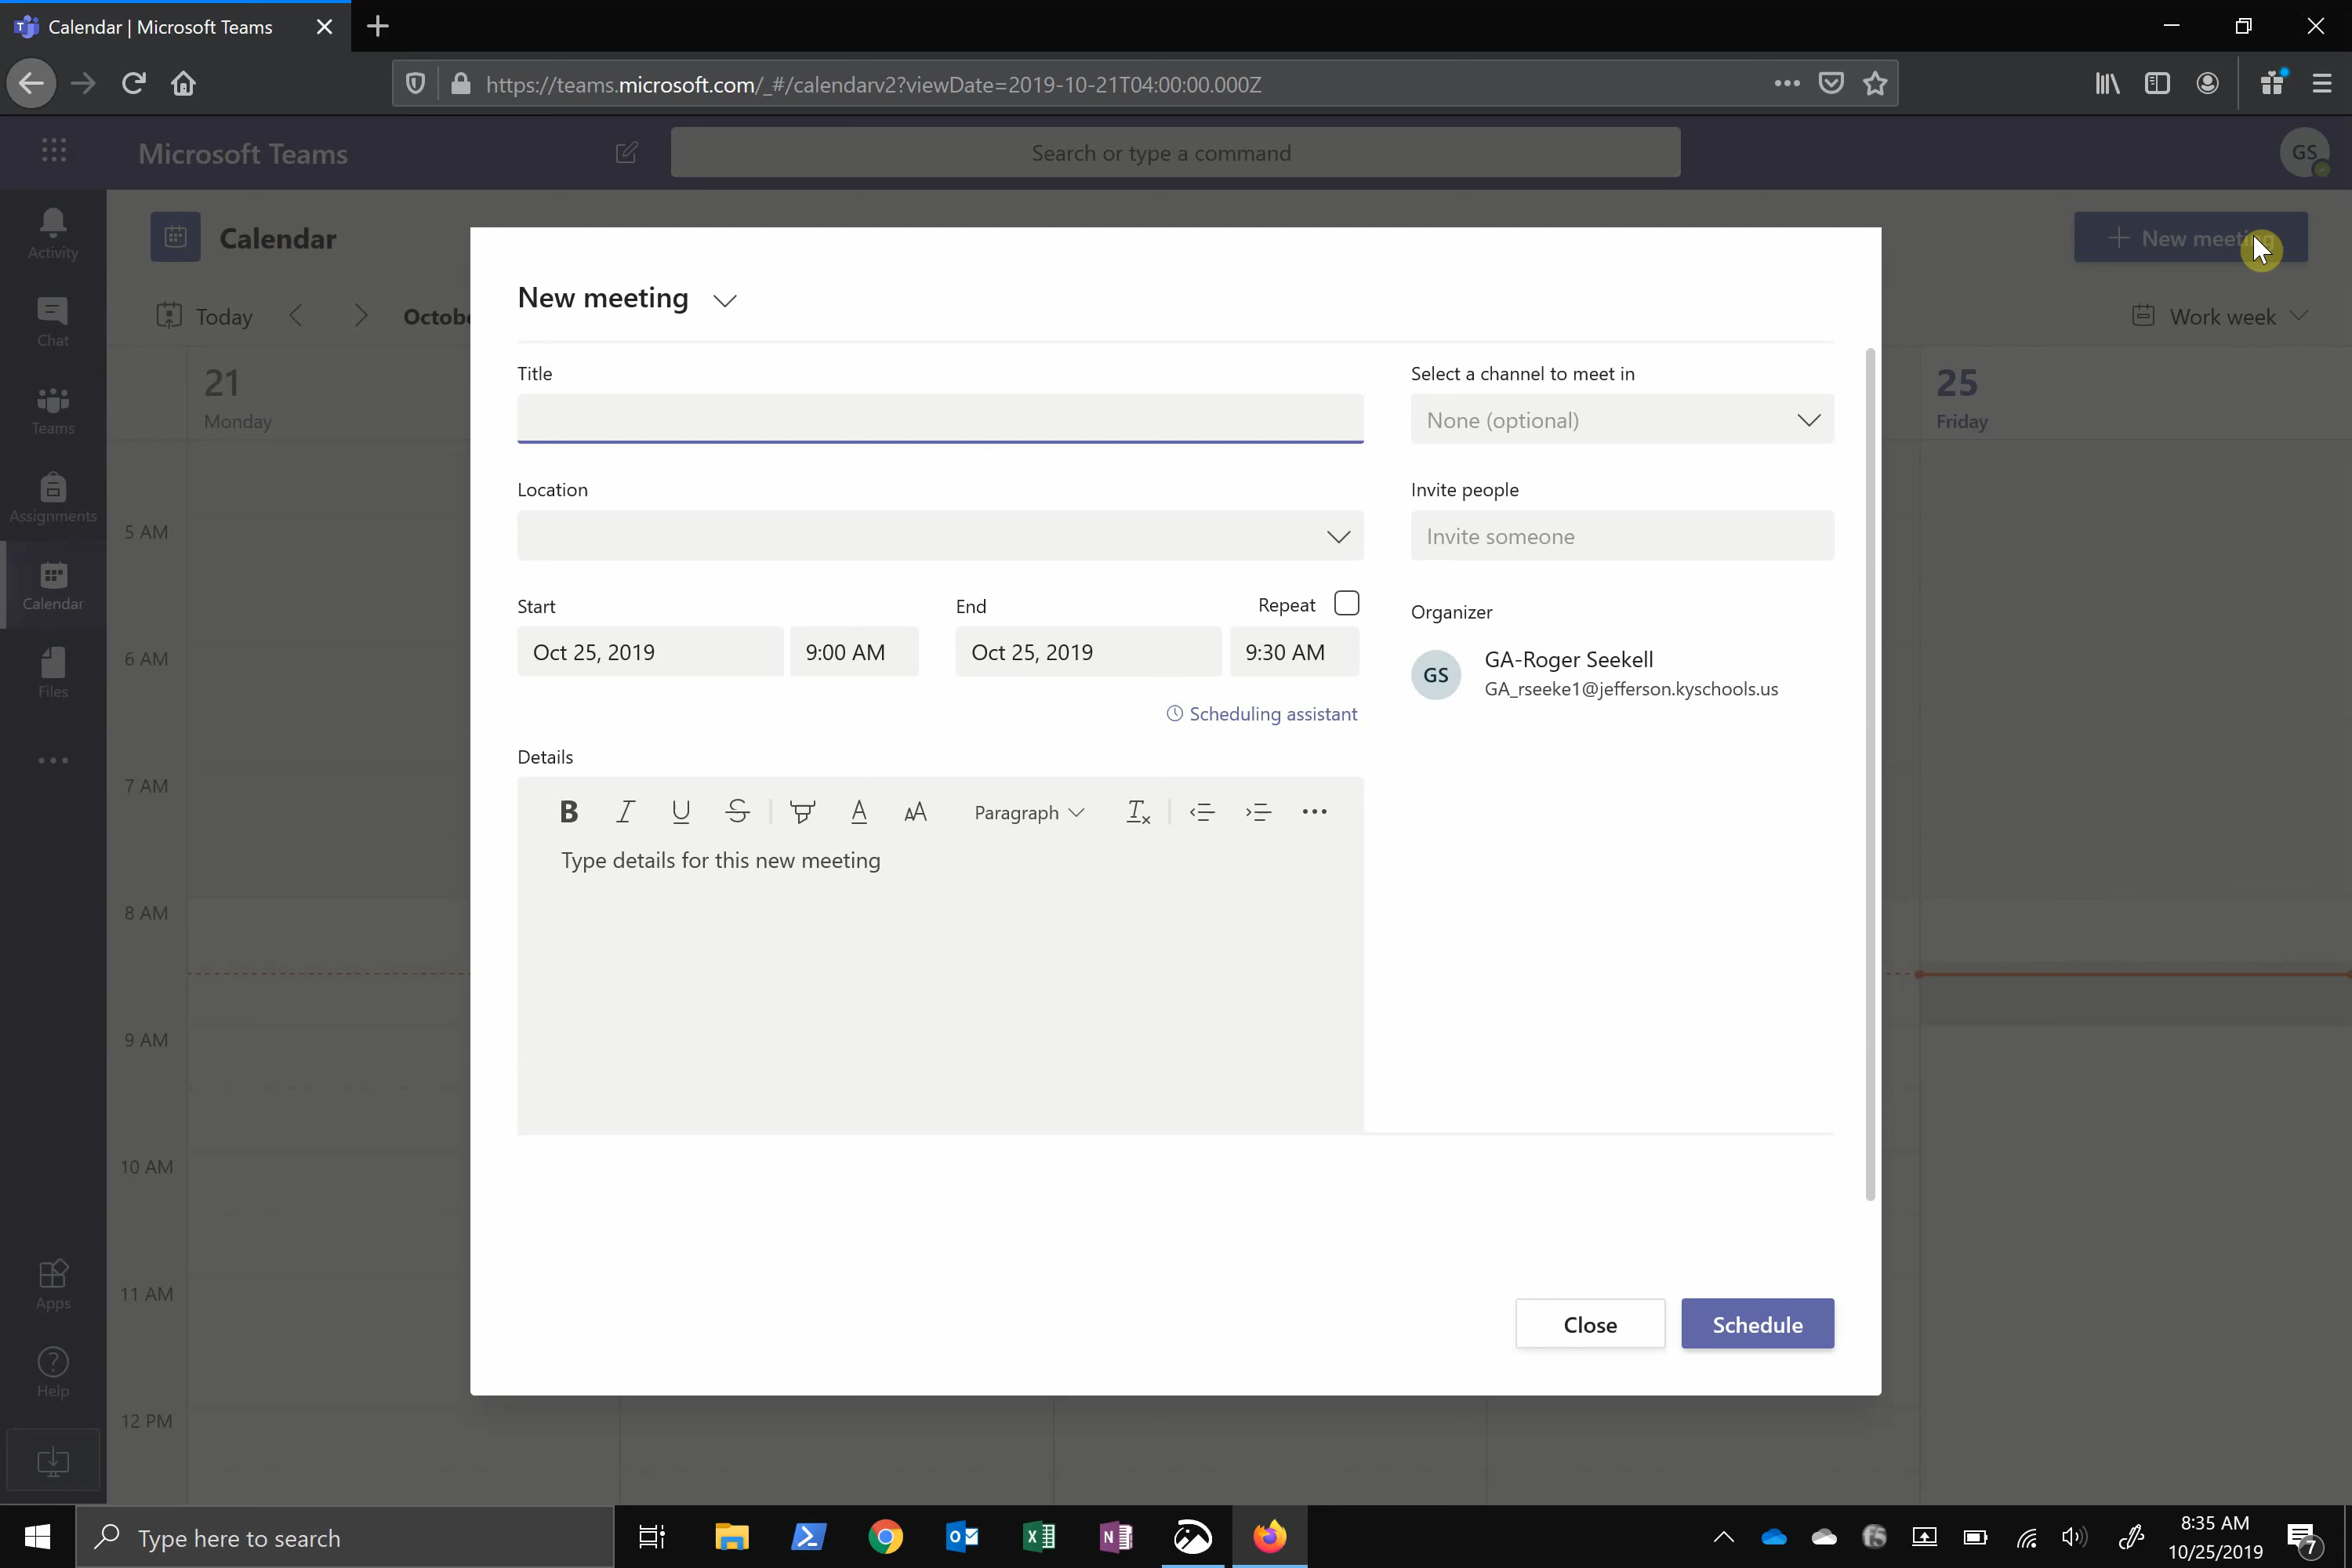 Calendar | Microsoft Teams
https://teams.microsoft.com/_#/calendarv2?viewDate=2019-10-21T04:00:00.000Z
Microsoft Teams
Search or type a command
GS
Activity
Chat
Teams
Assignments
Calendar
Files
Apps
Help
Calendar
New meeting
Today
Octobe
Work week
21
Monday
25
Friday
5 AM
6 AM
7 AM
8 AM
9 AM
10 AM
11 AM
12 PM
New meeting
Title
Select a channel to meet in
None (optional)
Location
Invite people
Invite someone
Start
End
Repeat
Oct 25, 2019
9:00 AM
Oct 25, 2019
9:30 AM
Organizer
GS
GA-Roger Seekell
GA_rseeke1@jefferson.kyschools.us
Scheduling assistant
Details
B I U S A AA Paragraph Tx
Type details for this new meeting
Close
Schedule
Type here to search
8:35 AM
10/25/2019
7